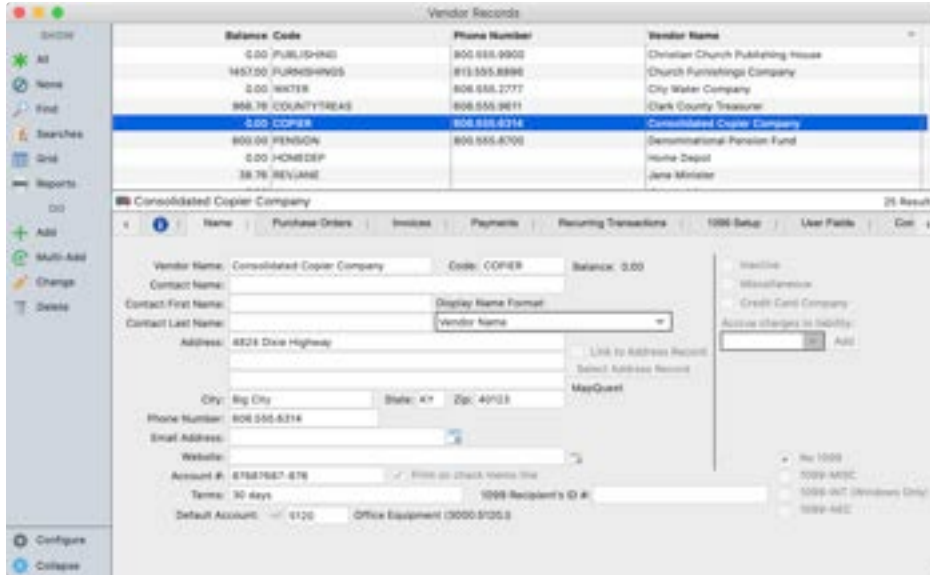 Vendor Records
SHOW
All
None
Find
Searches
Grid
Reports
DO
Add
Multi-Add
Change
Delete
Configure
Collapse
Balance Code Phone Number Vendor Name
0.00 PUBLISHING 800.555.9900 Christian Church Publishing House
1457.00 FURNISHINGS 813.555.8896 Church Furnishings Company
0.00 WATER 606.555.2777 City Water Company
968.76 COUNTYTREAS 606.555.9611 Clark County Treasurer
0.00 COPIER 606.555.6314 Consolidated Copier Company
800.00 PENSION 800.555.8700 Denominational Pension Fund
0.00 HOMEDEP Home Depot
38.76 REVJANE Jane Minister
Consolidated Copier Company 25 Result
Name Purchase Orders Invoices Payments Recurring Transactions 1099 Setup User Fields Con
Vendor Name: Consolidated Copier Company Code: COPIER Balance: 0.00 Inactive
Contact Name: Miscellaneous
Contact First Name: Display Name Format: Credit Card Company
Contact Last Name: Vendor Name Accrue charges to liability:
Address: 4824 Dixie Highway Add
Link to Address Record
Select Address Record
MapQuest
City: Big City State: KY Zip: 40123
Phone Number: 606.555.6314
Email Address:
Website: No 1099
Account #: 87687687-876 Print on check memo line 1099-MISC
Terms: 30 days 1099 Recipient's ID #: 1099-INT (Windows Only)
Default Account: 5120 Office Equipment (3000.5120.) 1099-NEC